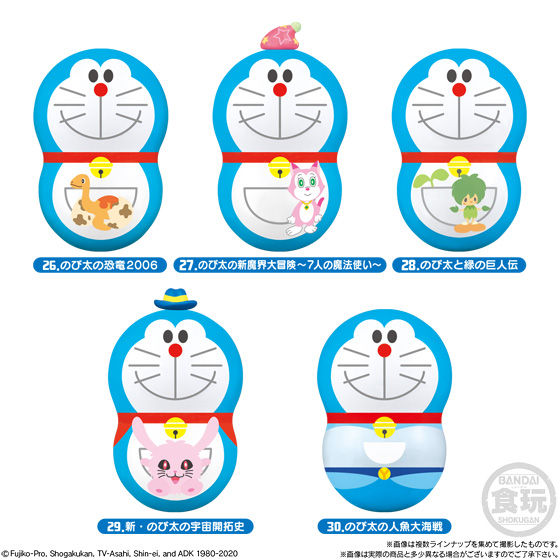 26.のび太の恐竜2006
27.のび太の新魔界大冒険~7人の魔法使い~
28.のび太と緑の巨人伝
29.新・のび太の宇宙開拓史
30.のび太の人魚大海戦
BANDAI
食玩
SHOKUGAN
©Fujiko-Pro, Shogakukan, TV-Asahi, Shin-ei, and ADK 1980-2020
※画像は複数ラインナップを集めて撮影したものです。
※画像は実際の商品とは多少異なる場合がございますのでご了承下さい。